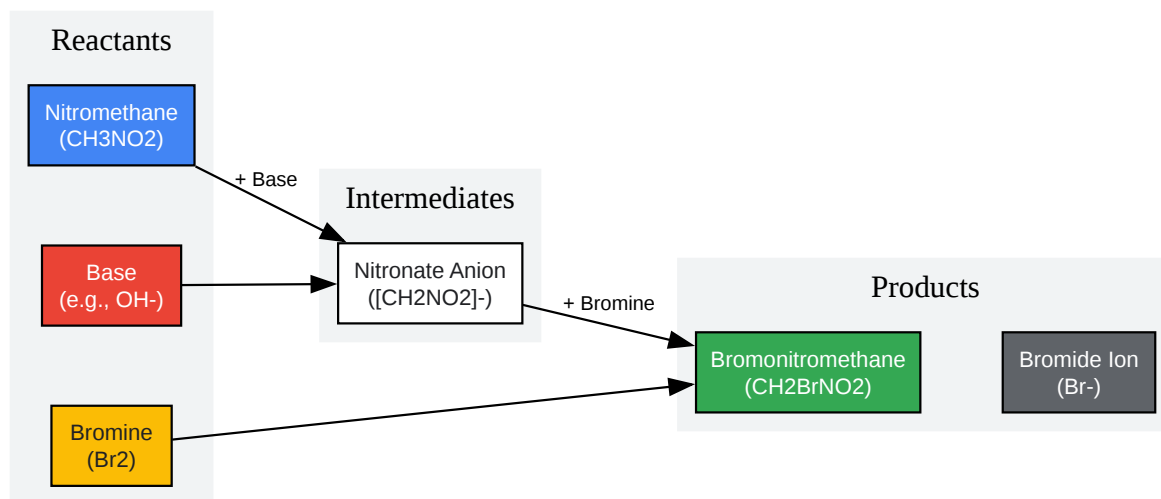 Reactants
Nitromethane
(CH3NO2)
+ Base
Base
(e.g., OH-)
Bromine
(Br2)
Intermediates
Nitronate Anion
([CH2NO2]-)
+ Bromine
Products
Bromonitromethane
(CH2BrNO2)
Bromide Ion
(Br-)